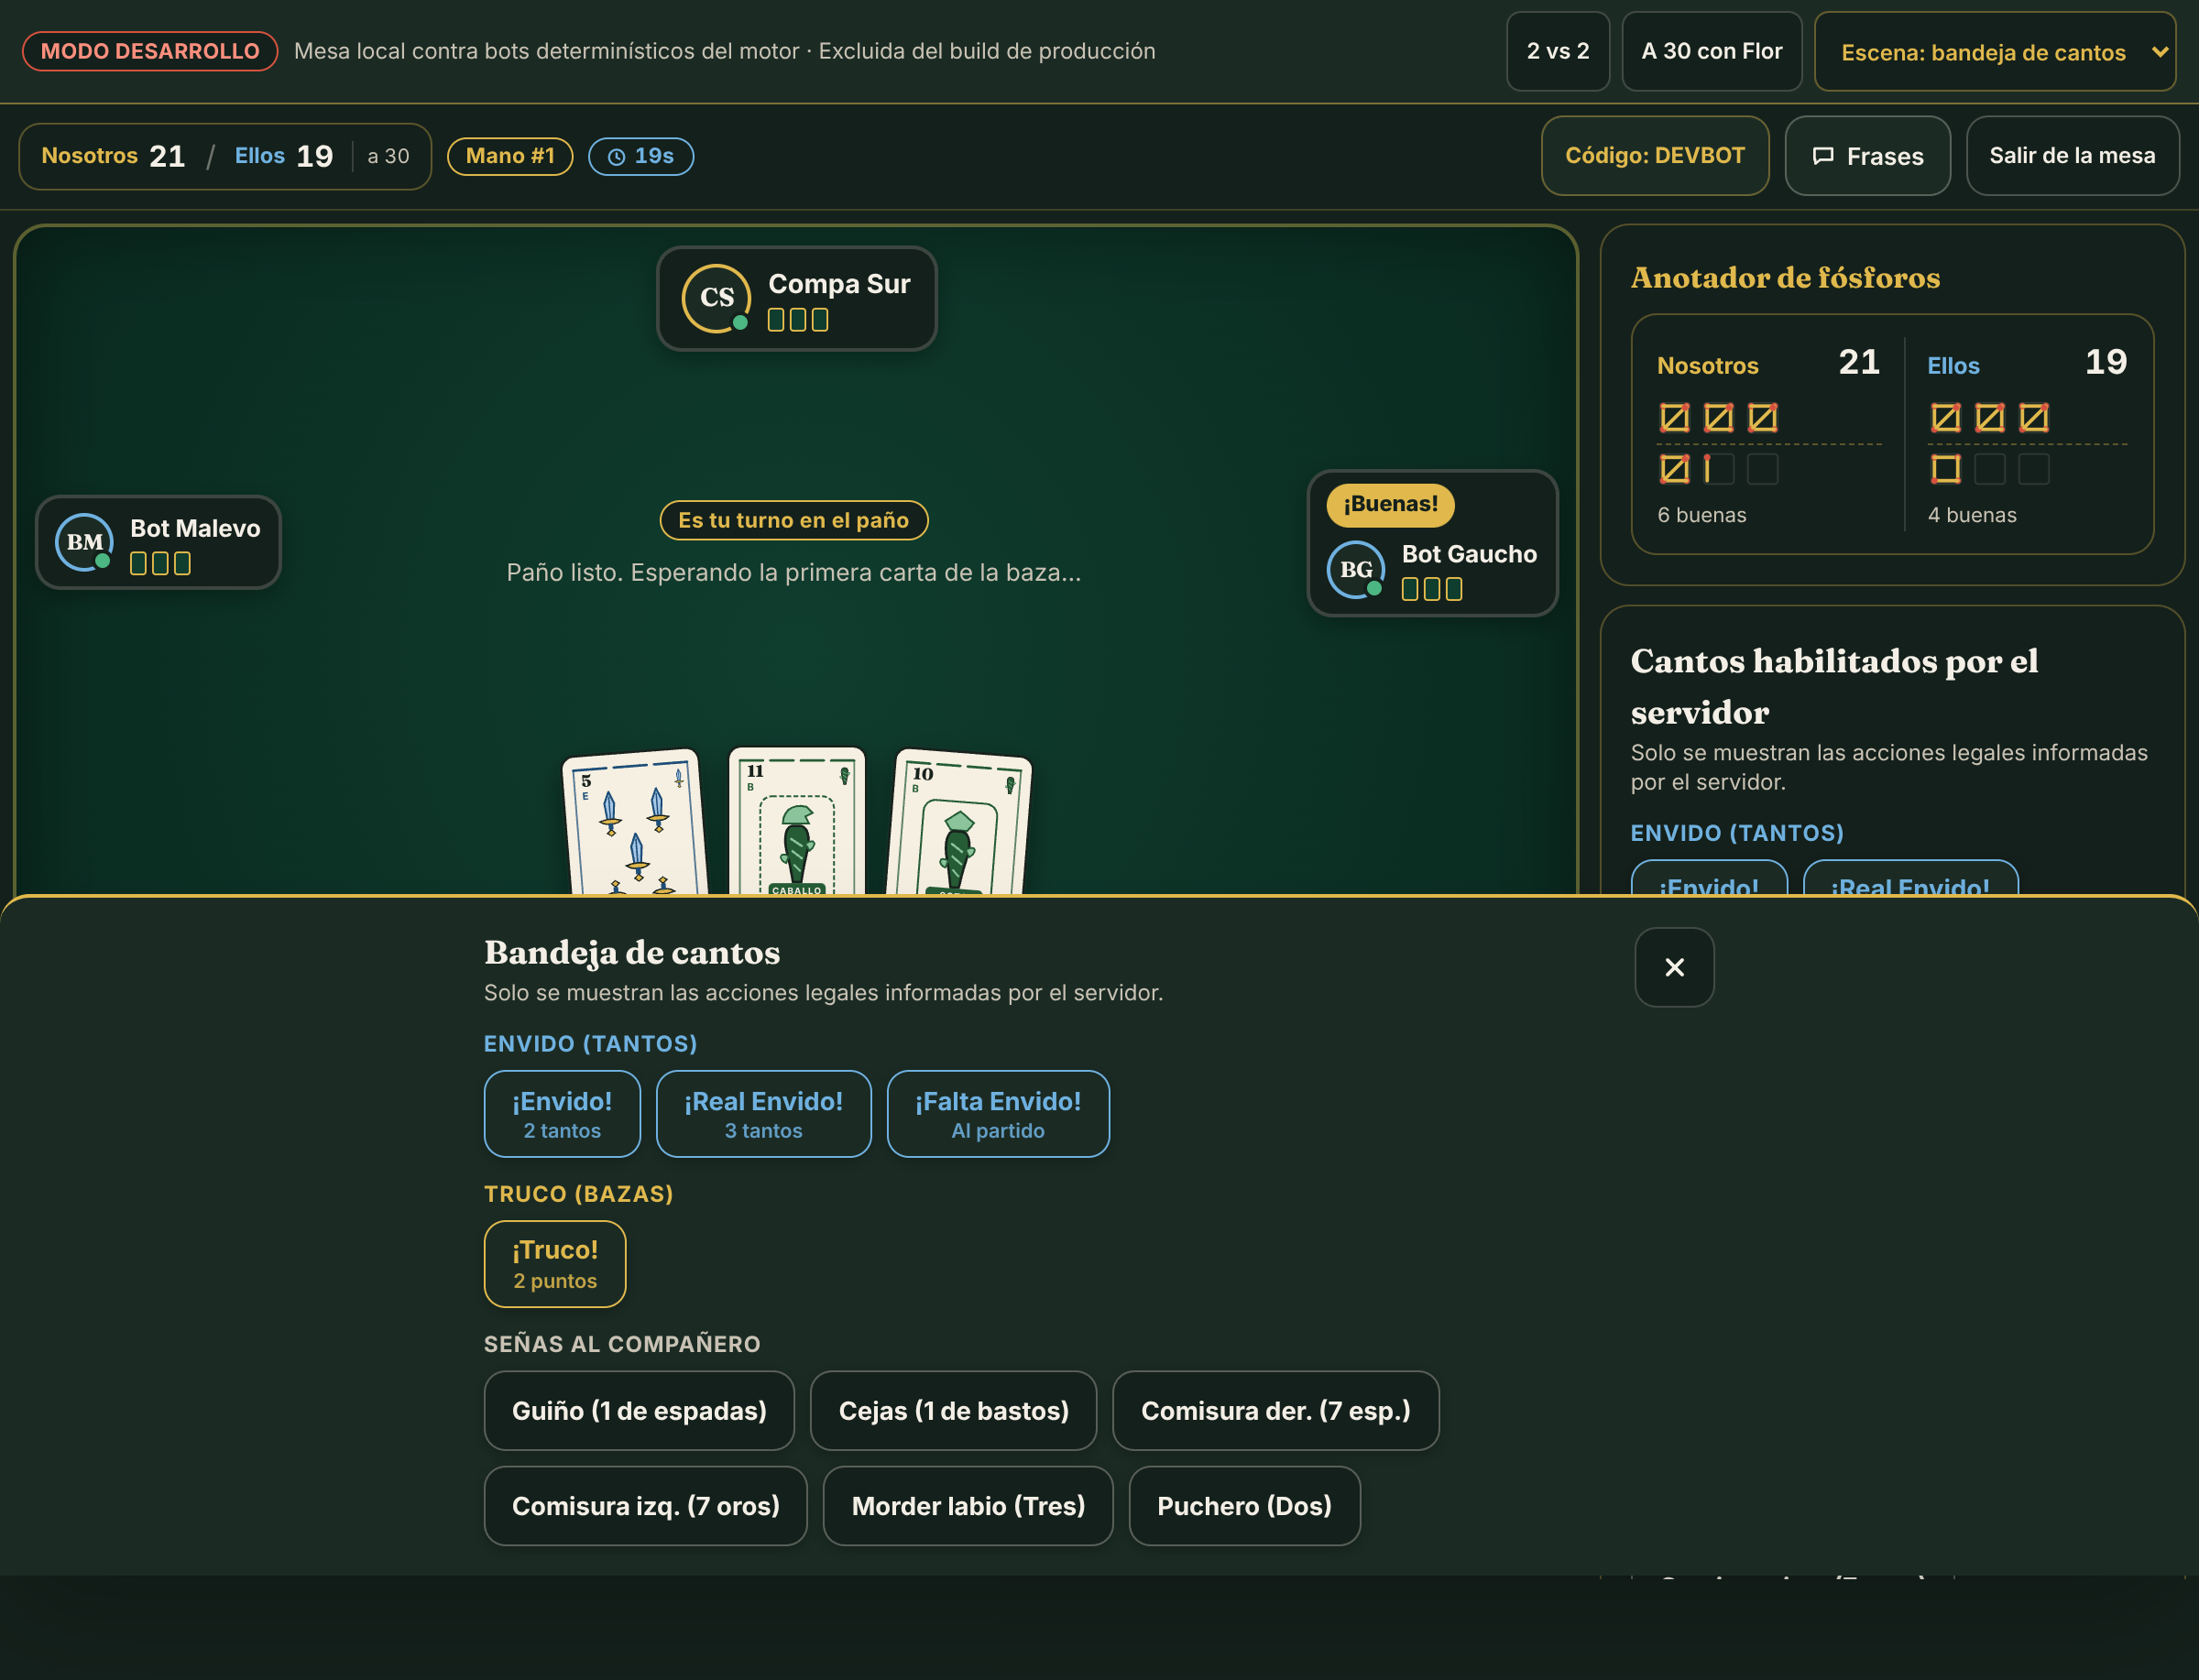 MODO DESARROLLO Mesa local contra bots determinísticos del motor · Excluida del build de producción 2 vs 2 A 30 con Flor Escena: bandeja de cantos
Nosotros 21 / Ellos 19 a 30 Mano #1 19s Código: DEVBOT Frases Salir de la mesa
CS Compa Sur
BM Bot Malevo
Es tu turno en el paño
Paño listo. Esperando la primera carta de la baza...
¡Buenas!
BG Bot Gaucho
5
E
11
B
CABALLO
10
B
Anotador de fósforos
Nosotros 21
6 buenas
Ellos 19
4 buenas
Cantos habilitados por el
servidor
Solo se muestran las acciones legales informadas
por el servidor.
ENVIDO (TANTOS)
¡Envido! ¡Real Envido!
Bandeja de cantos
Solo se muestran las acciones legales informadas por el servidor.
ENVIDO (TANTOS)
¡Envido! ¡Real Envido! ¡Falta Envido!
2 tantos 3 tantos Al partido
TRUCO (BAZAS)
¡Truco!
2 puntos
SEÑAS AL COMPAÑERO
Guiño (1 de espadas) Cejas (1 de bastos) Comisura der. (7 esp.)
Comisura izq. (7 oros) Morder labio (Tres) Puchero (Dos)